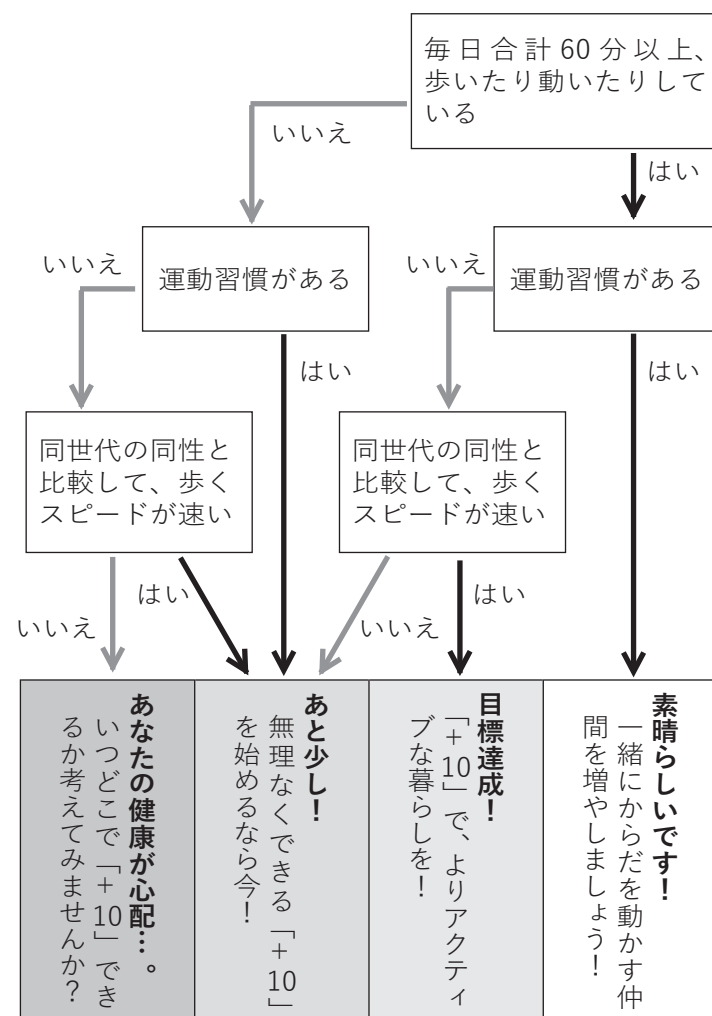 毎日合計60分以上、
歩いたり動いたりして
いる
いいえ
はい
いいえ
運動習慣がある
いいえ
運動習慣がある
はい
はい
同世代の同性と
比較して、歩く
スピードが速い
同世代の同性と
比較して、歩く
スピードが速い
いいえ
はい
いいえ
はい
あなたの健康が心配…。
いつどこで「+10」でき
るか考えてみませんか？
あと少し！
無理なくできる「+10」
を始めるなら今！
目標達成！
「+10」で、よりアクティ
ブな暮らしを！
素晴らしいです！
一緒にからだを動かす仲
間を増やしましょう！